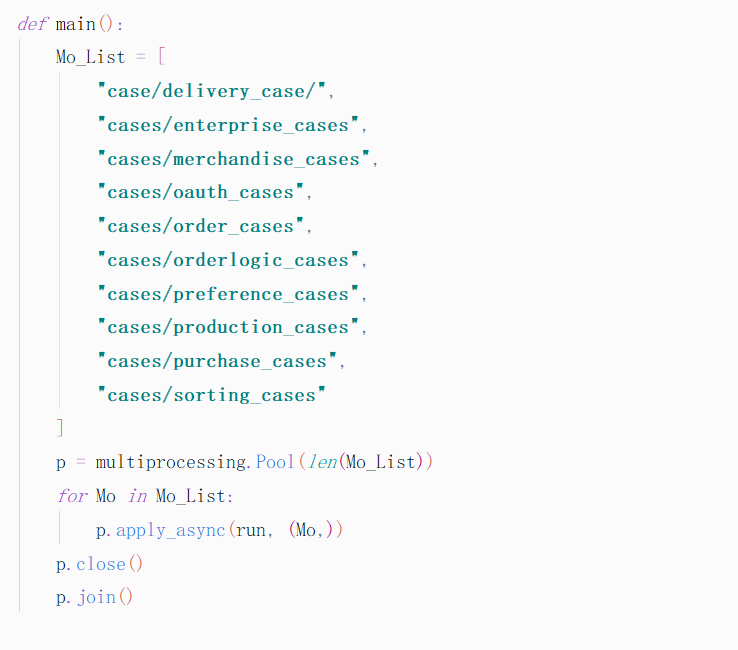 def main():
    Mo_List = [
        "case/delivery_case/",
        "cases/enterprise_cases",
        "cases/merchandise_cases",
        "cases/oauth_cases",
        "cases/order_cases",
        "cases/orderlogic_cases",
        "cases/preference_cases",
        "cases/production_cases",
        "cases/purchase_cases",
        "cases/sorting_cases"
    ]
    p = multiprocessing.Pool(len(Mo_List))
    for Mo in Mo_List:
        p.apply_async(run, (Mo,))
    p.close()
    p.join()